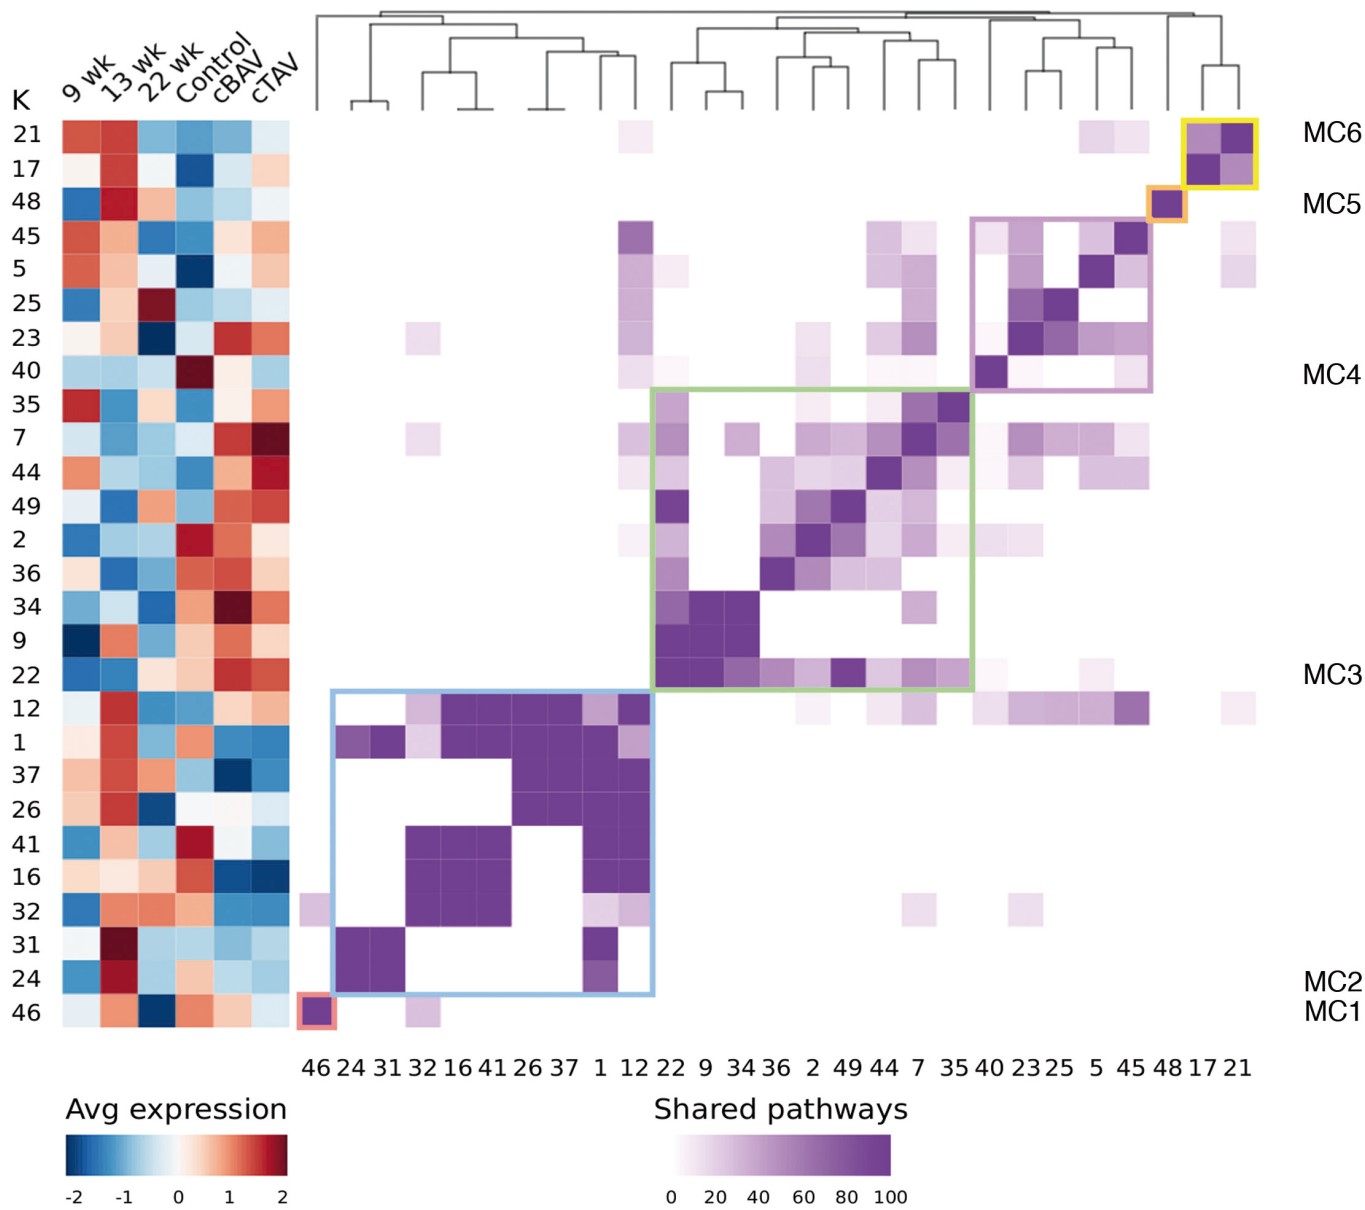 K 9 wk 13 wk 22 wk Control cBAV cTAV
21 MC6
17
48 MC5
45
5
25
23
40 MC4
35
7
44
49
2
36
34
9
22 MC3
12
1
37
26
41
16
32
31
24 MC2
46 MC1
46 24 31 32 16 41 26 37 1 12 22 9 34 36 2 49 44 7 35 40 23 25 5 45 48 17 21
Avg expression
-2 -1 0 1 2
Shared pathways
0 20 40 60 80 100